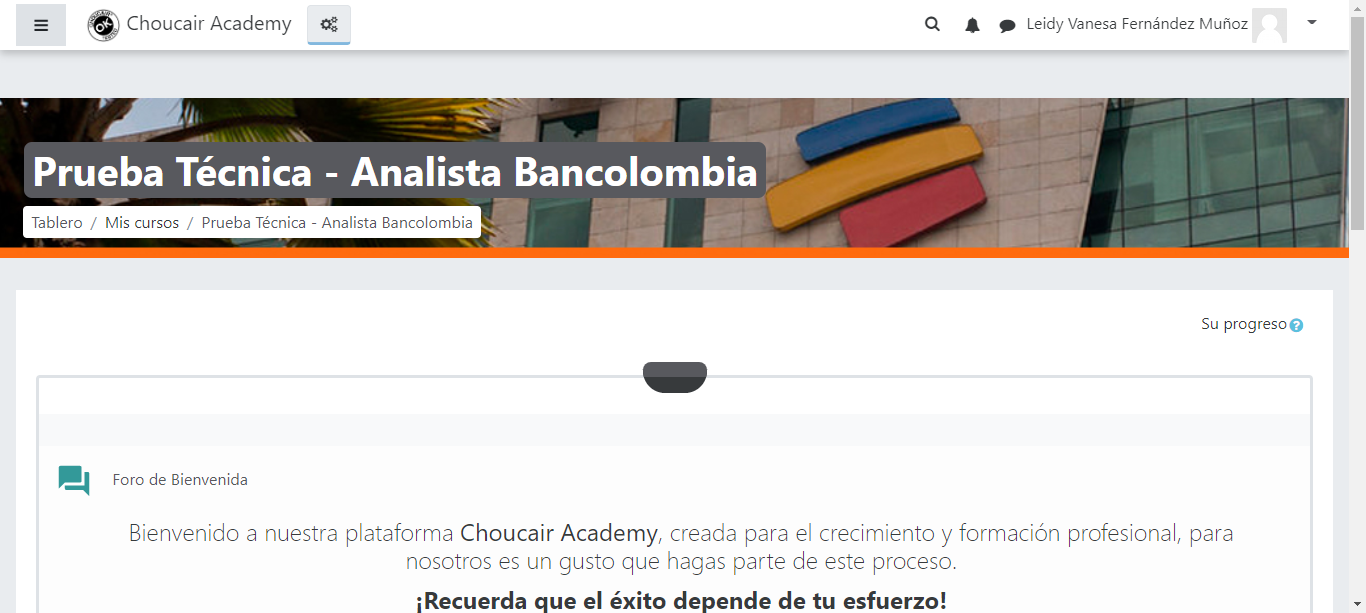 Choucair Academy
Leidy Vanesa Fernández Muñoz
Prueba Técnica - Analista Bancolombia
Tablero / Mis cursos / Prueba Técnica - Analista Bancolombia
Su progreso
Foro de Bienvenida
Bienvenido a nuestra plataforma Choucair Academy, creada para el crecimiento y formación profesional, para
nosotros es un gusto que hagas parte de este proceso.
¡Recuerda que el éxito depende de tu esfuerzo!